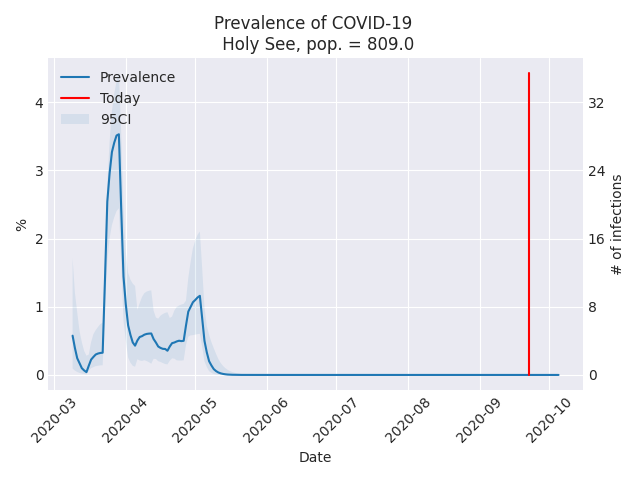 Prevalence of COVID-19
Holy See, pop. = 809.0
Prevalence
Today
95CI
4
3
2
1
0
%
32
24
16
8
0
# of infections
2020-03
2020-04
2020-05
2020-06
2020-07
2020-08
2020-09
2020-10
Date